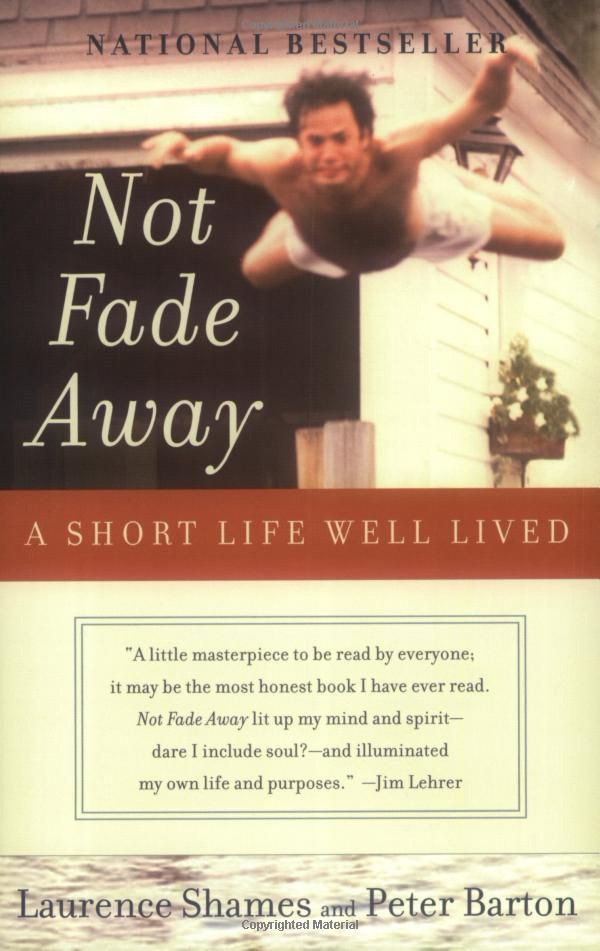 Copyrighted Material
NATIONAL BESTSELLER
Not
Fade
Away
A SHORT LIFE WELL LIVED
"A little masterpiece to be read by everyone;
it may be the most honest book I have ever read.
Not Fade Away lit up my mind and spirit—
dare I include soul?—and illuminated
my own life and purposes." —Jim Lehrer
Laurence Shames and Peter Barton
Copyrighted Material